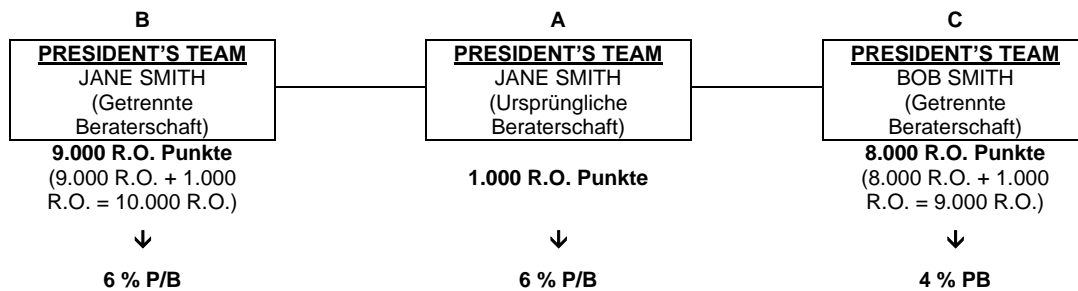 B
PRESIDENT'S TEAM
JANE SMITH
(Getrennte
Beraterschaft)
9.000 R.O. Punkte
(9.000 R.O. + 1.000
R.O. = 10.000 R.O.)
6 % P/B
A
PRESIDENT'S TEAM
JANE SMITH
(Ursprüngliche
Beraterschaft)
1.000 R.O. Punkte
6 % P/B
C
PRESIDENT'S TEAM
BOB SMITH
(Getrennte
Beraterschaft)
8.000 R.O. Punkte
(8.000 R.O. + 1.000
R.O. = 9.000 R.O.)
4 % PB